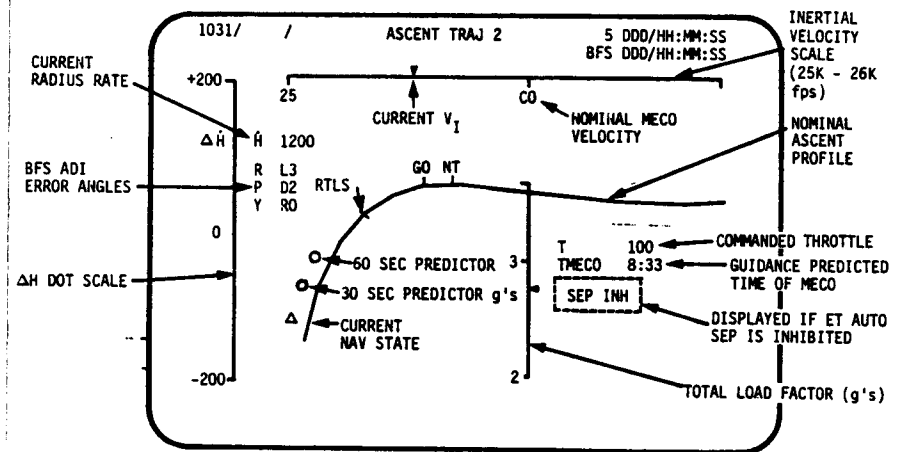 1031/ / ASCENT TRAJ 2 5 DDD/HH:MM:SS
BFS DDD/HH:MM:SS
INERTIAL
VELOCITY
SCALE
(25K - 26K
fps)
CURRENT
RADIUS RATE
+200
25
CO
CURRENT VI
NOMINAL MECO
VELOCITY
NOMINAL
ASCENT
PROFILE
ΔḢ Ḣ 1200
R L3
P D2
Y R0
BFS ADI
ERROR ANGLES
RTLS
GO NT
0
T 100
COMMANDED THROTTLE
TMECO 8:33
GUIDANCE PREDICTED
TIME OF MECO
60 SEC PREDICTOR
3
ΔH DOT SCALE
30 SEC PREDICTOR g's
SEP INH
DISPLAYED IF ET AUTO
SEP IS INHIBITED
Δ
CURRENT
NAV STATE
-200
2
TOTAL LOAD FACTOR (g's)